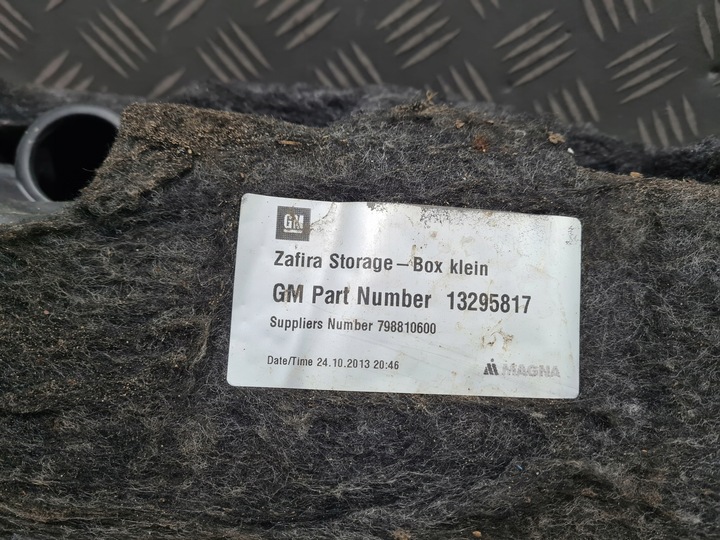 GM
Zafira Storage – Box klein
GM Part Number 13295817
Suppliers Number 798810600
Date/Time 24.10.2013 20:46
MAGNA